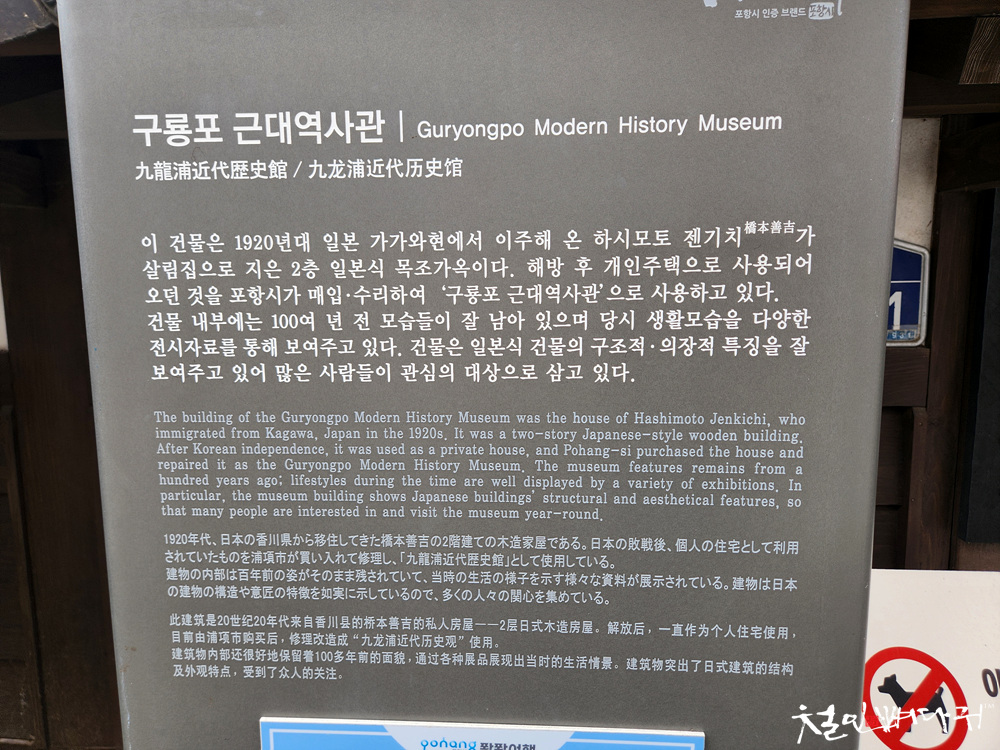 포항시 인증 브랜드 포항시
구룡포 근대역사관 | Guryongpo Modern History Museum
九龍浦近代歴史館 / 九龙浦近代历史馆
이 건물은 1920년대 일본 가가와현에서 이주해 온 하시모토 젠기치橋本善吉가
살림집으로 지은 2층 일본식 목조가옥이다. 해방 후 개인주택으로 사용되어
오던 것을 포항시가 매입·수리하여 ‘구룡포 근대역사관’으로 사용하고 있다.
건물 내부에는 100여 년 전 모습들이 잘 남아 있으며 당시 생활모습을 다양한
전시자료를 통해 보여주고 있다. 건물은 일본식 건물의 구조적·의장적 특징을 잘
보여주고 있어 많은 사람들이 관심의 대상으로 삼고 있다.
The building of the Guryongpo Modern History Museum was the house of Hashimoto Jenkichi, who
immigrated from Kagawa, Japan in the 1920s. It was a two-story Japanese-style wooden building.
After Korean independence, it was used as a private house, and Pohang-si purchased the house and
repaired it as the Guryongpo Modern History Museum. The museum features remains from a
hundred years ago; lifestyles during the time are well displayed by a variety of exhibitions. In
particular, the museum building shows Japanese buildings' structural and aesthetical features, so
that many people are interested in and visit the museum year-round.
1920年代、日本の香川県から移住してきた橋本善吉の2階建ての木造家屋である。日本の敗戦後、個人の住宅として利用
されていたものを浦項市が買い入れて修理し、「九龍浦近代歴史館」として使用している。
建物の内部は百年前の姿がそのまま残されていて、当時の生活の様子を示す様々な資料が展示されている。建物は日本
の建物の構造や意匠の特徴を如実に示しているので、多くの人々の関心を集めている。
此建筑是20世纪20年代来自香川县的桥本善吉的私人房屋——2层日式木造房屋。解放后，一直作为个人住宅使用，
目前由浦项市购买后，修理改造成“九龙浦近代历史观”使用。
建筑物内部还很好地保留着100多年前的面貌，通过各种展品展现出当时的生活情景。建筑物突出了日式建筑的结构
及外观特点，受到了众人的关注。
1
pohang 퐝퐝여행
철민뻐다귀